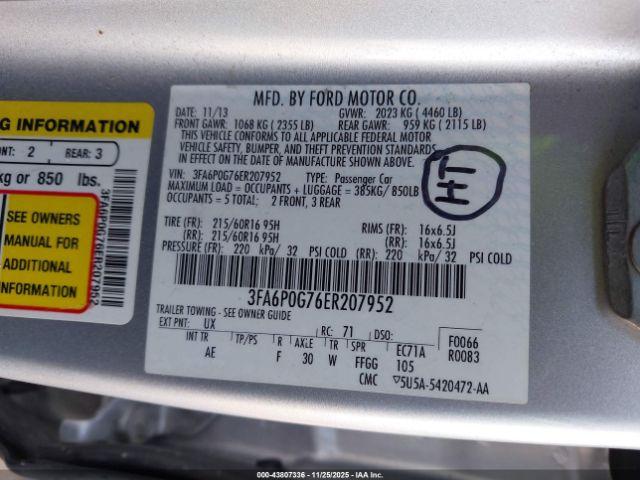 G INFORMATION
ONT: 2 REAR: 3
kg or 850 lbs.
SEE OWNERS
MANUAL FOR
ADDITIONAL
INFORMATION
3FA6P0G76ER207952
MFD. BY FORD MOTOR CO.
DATE: 11/13 GVWR: 2023 KG ( 4460 LB)
FRONT GAWR: 1068 KG ( 2355 LB) REAR GAWR: 959 KG ( 2115 LB)
THIS VEHICLE CONFORMS TO ALL APPLICABLE FEDERAL MOTOR
VEHICLE SAFETY, BUMPER, AND THEFT PREVENTION STANDARDS
IN EFFECT ON THE DATE OF MANUFACTURE SHOWN ABOVE.
VIN: 3FA6P0G76ER207952 TYPE: Passenger Car
MAXIMUM LOAD = OCCUPANTS + LUGGAGE = 385KG/ 850LB
OCCUPANTS = 5 TOTAL: 2 FRONT, 3 REAR
TIRE (FR): 215/60R16 95H RIMS (FR): 16x6.5J
(RR): 215/60R16 95H (RR): 16x6.5J
PRESSURE (FR): 220 kPa/ 32 PSI COLD (RR): 220 kPa/ 32 PSI COLD
3FA6P0G76ER207952
TRAILER TOWING - SEE OWNER GUIDE
EXT PNT: UX RC: 71 DSO: F0066
INT TR TP/PS R AXLE TR SPR EC71A R0083
AE F 30 W FFGG 105
CMC ▽5U5A-5420472-AA
000-43807336 - 11/25/2025 - IAAI.COM